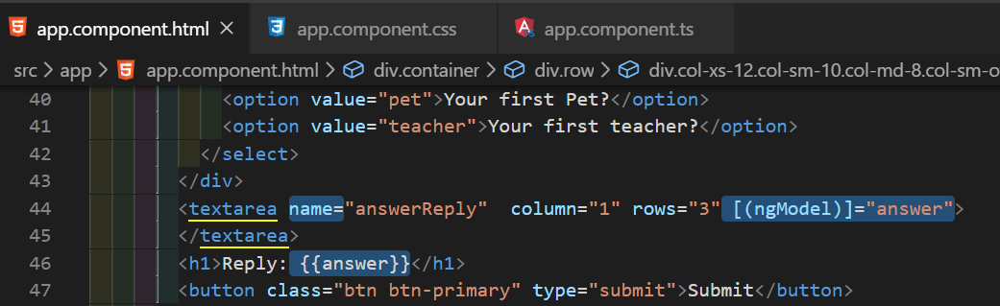 app.component.html app.component.css app.component.ts
src > app > app.component.html > div.container > div.row > div.col-xs-12.col-sm-10.col-md-8.col-sm-o
40 <option value="pet">Your first Pet?</option>
41 <option value="teacher">Your first teacher?</option>
42 </select>
43 </div>
44 <textarea name="answerReply"  column="1" rows="3" [(ngModel)]="answer">
45 </textarea>
46 <h1>Reply: {{answer}}</h1>
47 <button class="btn btn-primary" type="submit">Submit</button>